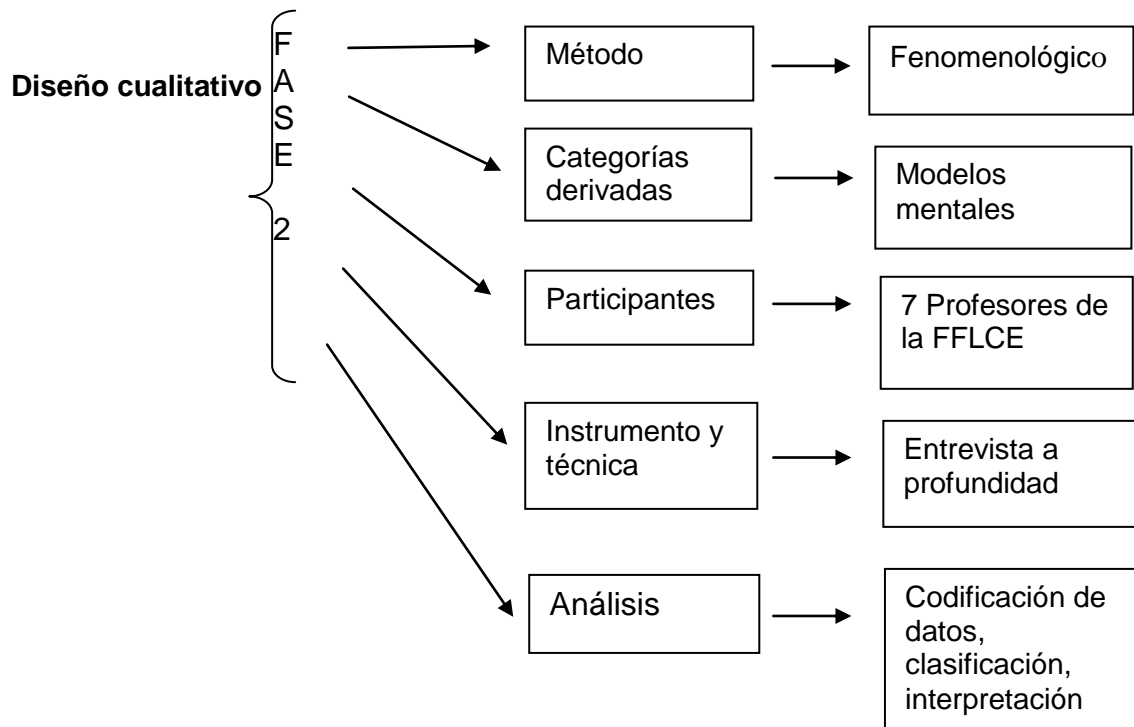 Diseño cualitativo
F
A
S
E
2
Método
Fenomenológico
Categorías
derivadas
Modelos
mentales
Participantes
7 Profesores de
la FFLCE
Instrumento y
técnica
Entrevista a
profundidad
Análisis
Codificación de
datos,
clasificación,
interpretación